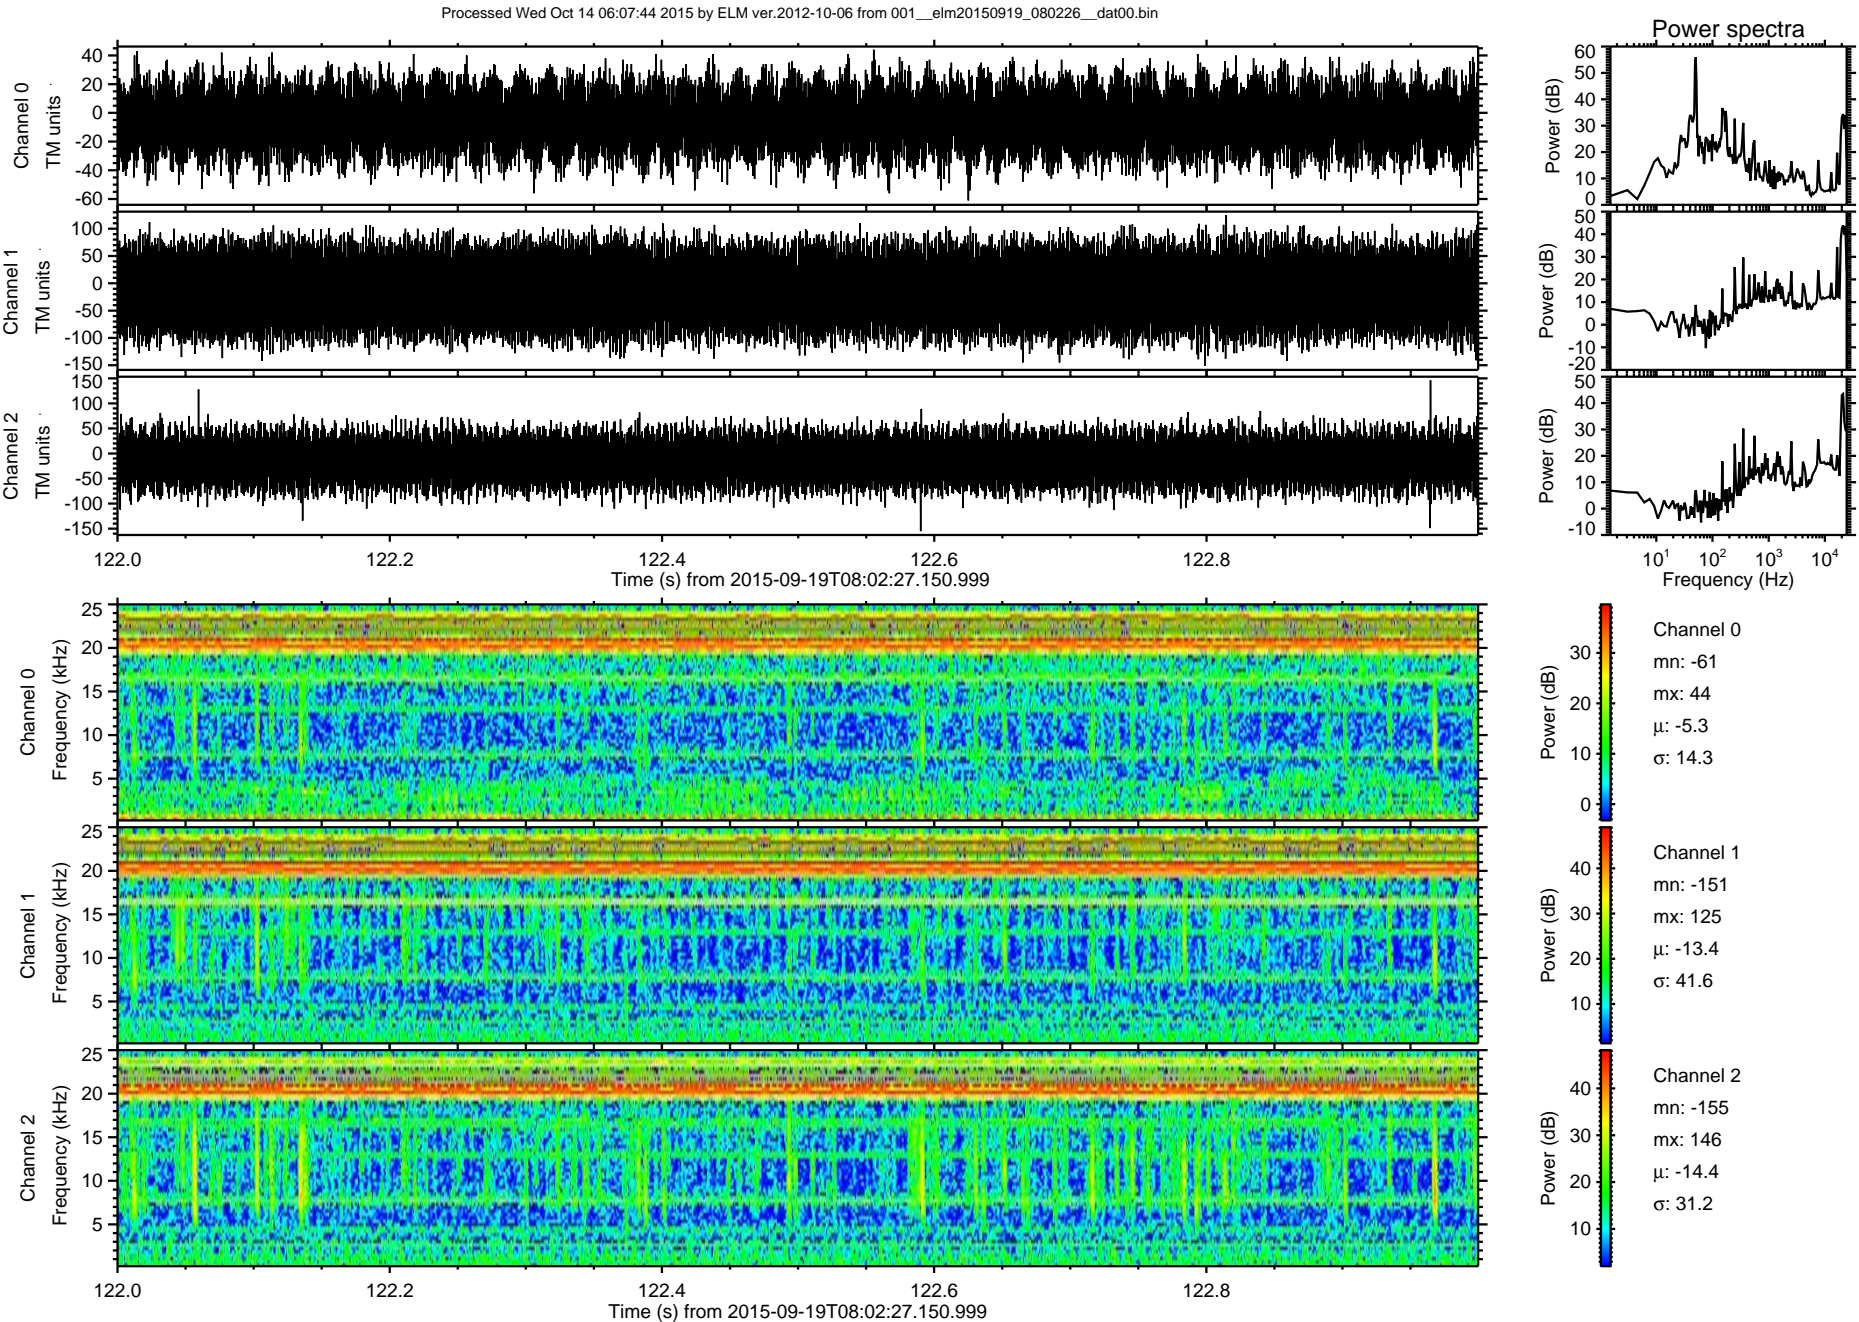 Processed Wed Oct 14 06:07:44 2015 by ELM ver.2012-10-06 from 001__elm20150919_080226__dat00.bin
Power spectra
Channel 0
TM units
40
20
0
-20
-40
-60
Power (dB)
60
50
40
30
20
10
0
Channel 1
TM units
100
50
0
-50
-100
-150
Power (dB)
50
40
30
20
10
0
-10
-20
Channel 2
TM units
150
100
50
0
-50
-100
-150
Power (dB)
50
40
30
20
10
0
-10
122.0 122.2 122.4 122.6 122.8
Time (s) from 2015-09-19T08:02:27.150.999
10^1 10^2 10^3 10^4
Frequency (Hz)
Channel 0
Frequency (kHz)
25
20
15
10
5
Power (dB)
30
20
10
0
Channel 0
mn: -61
mx: 44
μ: -5.3
σ: 14.3
Channel 1
Frequency (kHz)
25
20
15
10
5
Power (dB)
40
30
20
10
Channel 1
mn: -151
mx: 125
μ: -13.4
σ: 41.6
Channel 2
Frequency (kHz)
25
20
15
10
5
Power (dB)
40
30
20
10
Channel 2
mn: -155
mx: 146
μ: -14.4
σ: 31.2
122.0 122.2 122.4 122.6 122.8
Time (s) from 2015-09-19T08:02:27.150.999